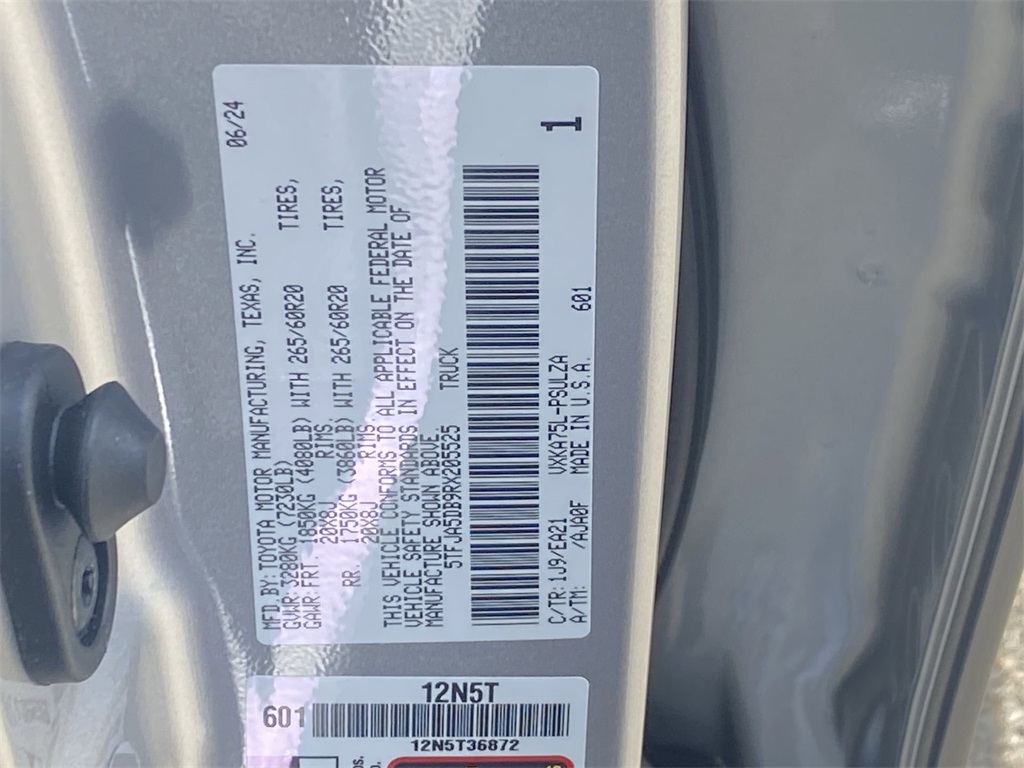 MFD BY: TOYOTA MOTOR MANUFACTURING, TEXAS, INC. 06/24
GVWR: 3280KG (7230LB)
GAWR: FRT. 1850KG (4080LB) WITH 265/60R20 TIRES,
20X8J RIMS.
RR. 1750KG (3860LB) WITH 265/60R20 TIRES,
20X8J RIMS.
THIS VEHICLE CONFORMS TO ALL APPLICABLE FEDERAL MOTOR
VEHICLE SAFETY STANDARDS IN EFFECT ON THE DATE OF
MANUFACTURE SHOWN ABOVE.
5TFJA5DB9RX205525 TRUCK
1
C/TR: 1J9/EA21 VXKA75L-PSULZA
A/TM: /AJA0F MADE IN U.S.A. 601
12N5T
601
12N5T36872